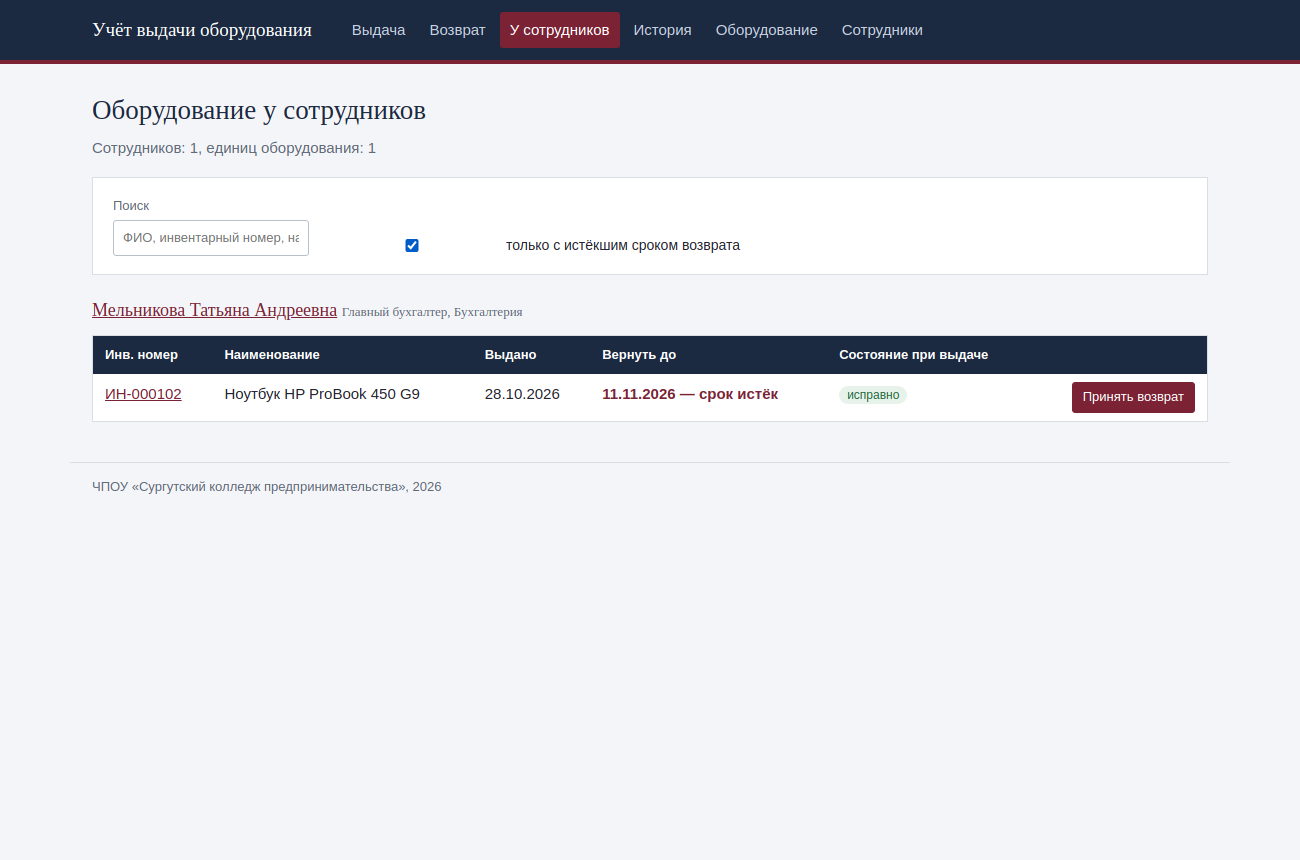 Учёт выдачи оборудования Выдача Возврат У сотрудников История Оборудование Сотрудники
Оборудование у сотрудников
Сотрудников: 1, единиц оборудования: 1
Поиск
ФИО, инвентарный номер, на
только с истёкшим сроком возврата
Мельникова Татьяна Андреевна Главный бухгалтер, Бухгалтерия
Инв. номер Наименование Выдано Вернуть до Состояние при выдаче
ИН-000102 Ноутбук HP ProBook 450 G9 28.10.2026 11.11.2026 — срок истёк исправно Принять возврат
ЧПОУ «Сургутский колледж предпринимательства», 2026